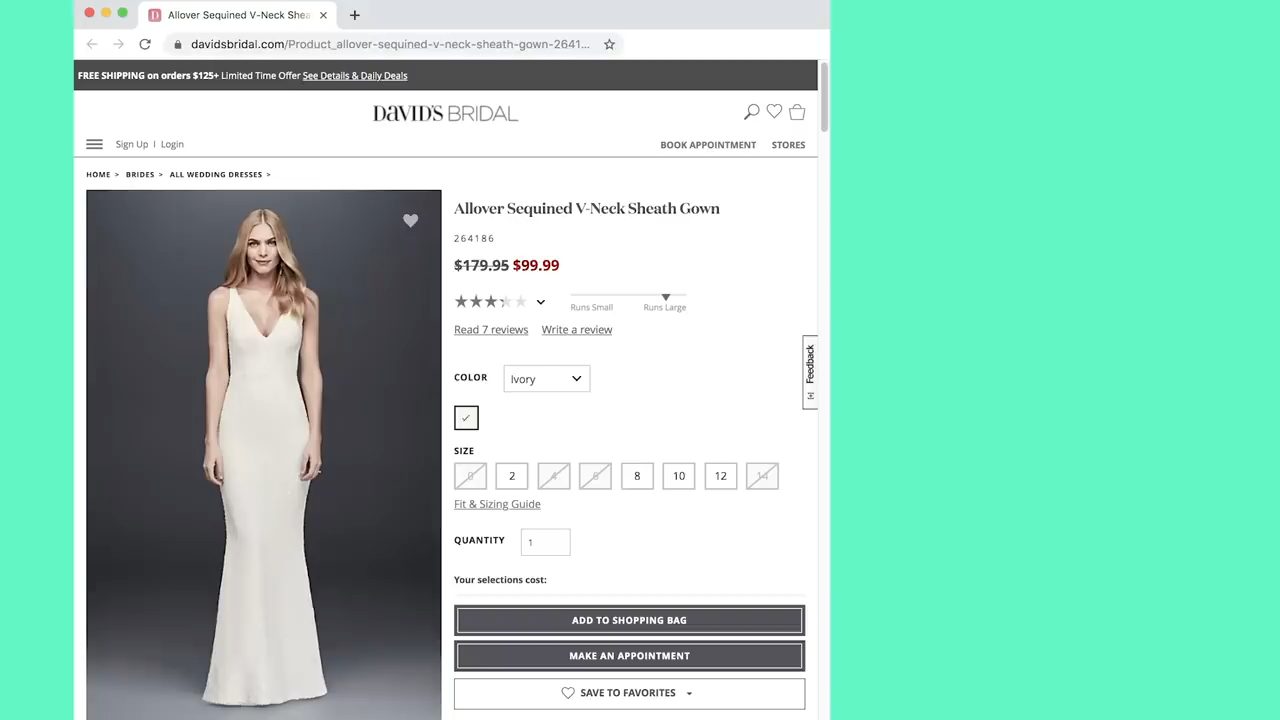 Allover Sequined V-Neck Shea
davidsbridal.com/Product_allover-sequined-v-neck-sheath-gown-2641...
FREE SHIPPING on orders $125+ Limited Time Offer See Details & Daily Deals
DAVID'S BRIDAL
Sign Up | Login
BOOK APPOINTMENT STORES
HOME > BRIDES > ALL WEDDING DRESSES >
Allover Sequined V-Neck Sheath Gown
264186
$179.95 $99.99
Runs Small Runs Large
Read 7 reviews Write a review
Feedback
COLOR Ivory
SIZE
0 2 4 6 8 10 12 14
Fit & Sizing Guide
QUANTITY 1
Your selections cost:
ADD TO SHOPPING BAG
MAKE AN APPOINTMENT
SAVE TO FAVORITES